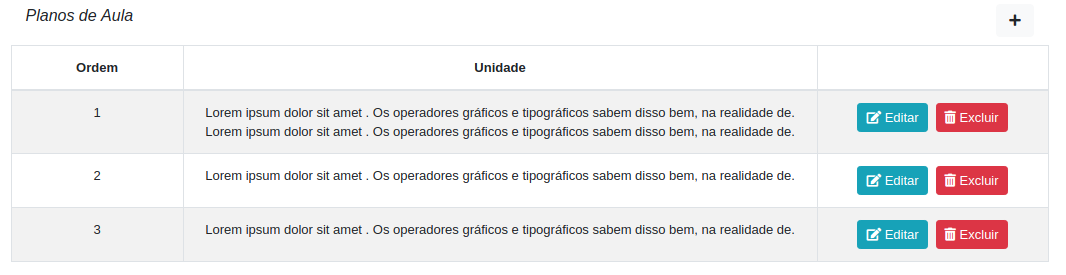 Planos de Aula
+
Ordem Unidade
1 Lorem ipsum dolor sit amet . Os operadores gráficos e tipográficos sabem disso bem, na realidade de. Editar Excluir
Lorem ipsum dolor sit amet . Os operadores gráficos e tipográficos sabem disso bem, na realidade de.
2 Lorem ipsum dolor sit amet . Os operadores gráficos e tipográficos sabem disso bem, na realidade de. Editar Excluir
3 Lorem ipsum dolor sit amet . Os operadores gráficos e tipográficos sabem disso bem, na realidade de. Editar Excluir